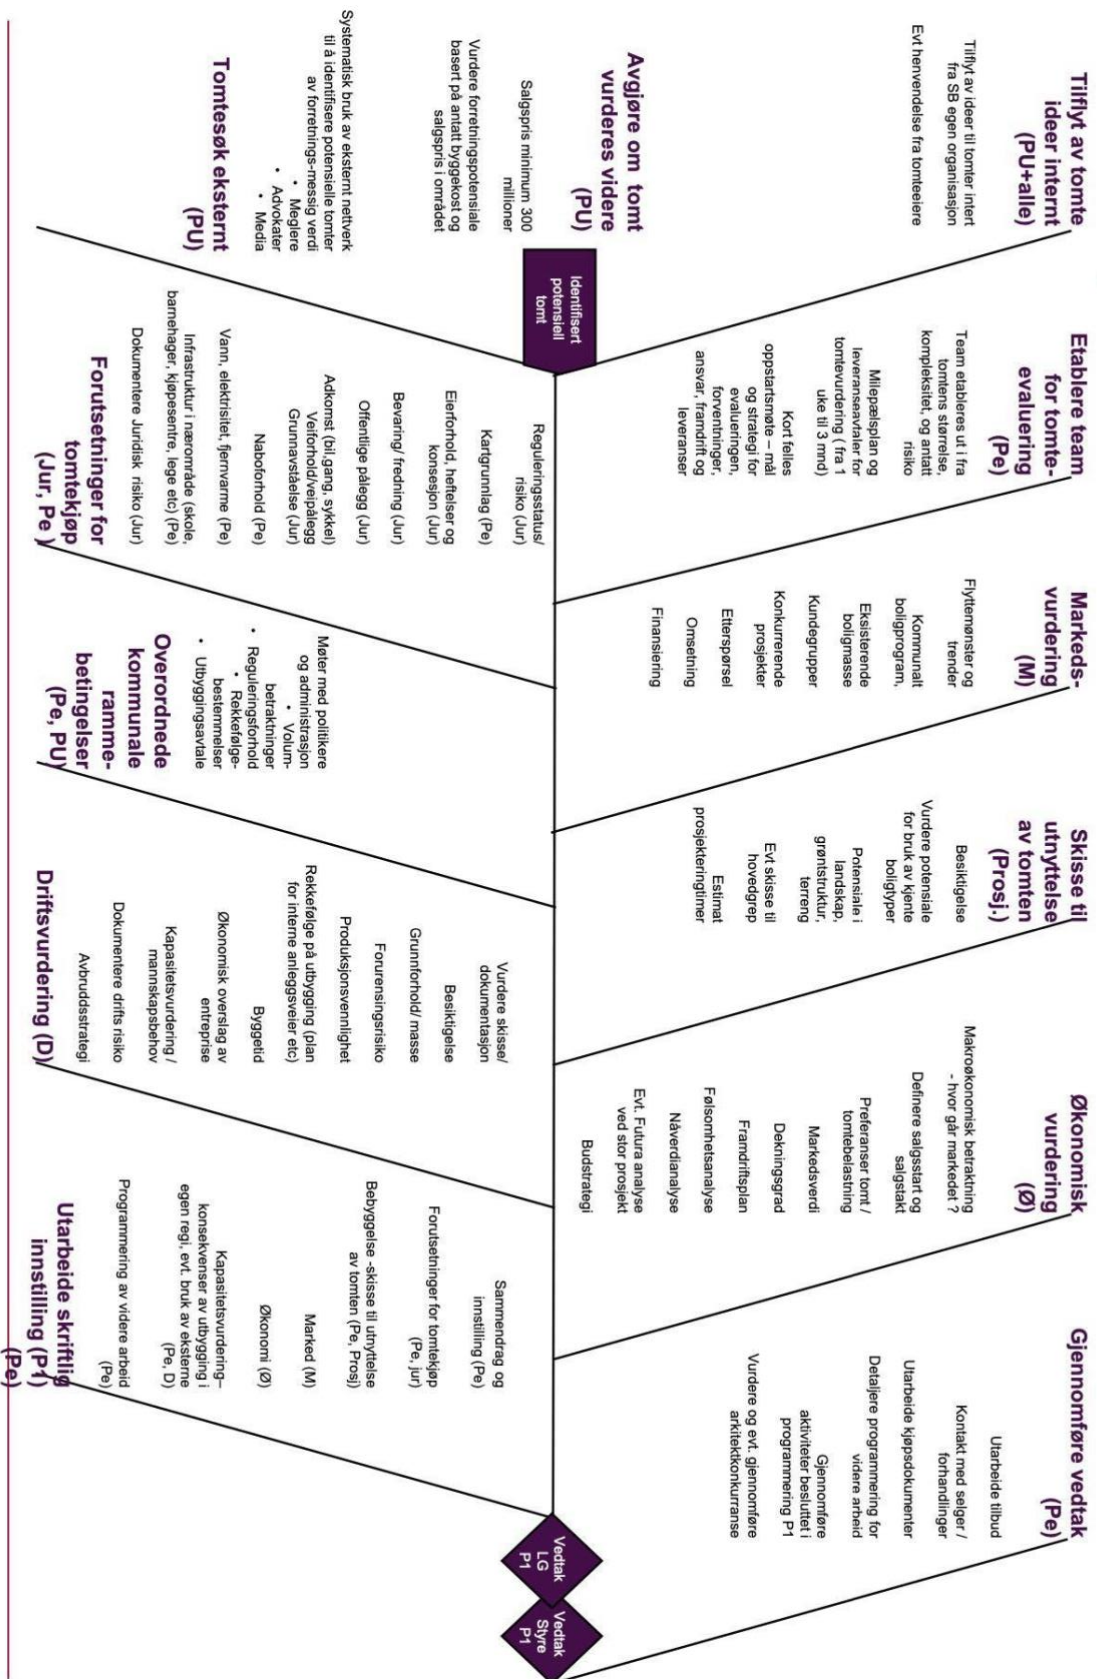 Tilflyt av tomte
ideer internt
(PU+alle)
Tilflyt av ideer til tomter intert
fra SB egen organisasjon
Evt henvendelse fra tomteeiere
Avgjøre om tomt
vurderes videre
(PU)
Salgspris minimum 300
millioner
Vurdere forretningspotensiale
basert på antatt byggekost og
salgspris i området
Systematisk bruk av eksternt nettverk
til å identifisere potensielle tomter
av forretnings-messig verdi
• Meglere
• Advokater
• Media
Tomtesøk eksternt
(PU)
Identifisert
potensiell
tomt
Etablere team
for tomte-
evaluering
(Pe)
Team etableres ut i fra
tomtens størrelse,
kompleksitet, og antatt
risiko
Milepælsplan og
leveranseavtaler for
tomtevurdering ( fra 1
uke til 3 mnd)
Kort felles
oppstartsmøte – mål
og strategi for
evalueringen,
forventninger,
ansvar, framdrift og
leveranser
Reguleringsstatus/
risiko (Jur)
Kartgrunnlag (Pe)
Eierforhold, heftelser og
konsesjon (Jur)
Bevaring/ fredning (Jur)
Offentlige pålegg (Jur)
Adkomst (bil,gang, sykkel)
Veiforhold/veipålegg
Grunnavståelse (Jur)
Naboforhold (Pe)
Vann, elektrisitet, fjernvarme (Pe)
Infrastruktur i nærområde (skole,
barnehager, kjøpesentre, lege etc) (Pe)
Dokumentere Juridisk risiko (Jur)
Forutsetninger for
tomtekjøp
(Jur, Pe )
Markeds-
vurdering
(M)
Flyttemønster og
trender
Kommunalt
boligprogram,
Eksisterende
boligmasse
Kundegrupper
Konkurrerende
prosjekter
Etterspørsel
Omsetning
Finansiering
Møter med politikere
og administrasjon
• Volum-
betraktninger
• Reguleringsforhold
• Rekkefølge-
bestemmelser
• Utbyggingsavtale
Overordnede
kommunale
ramme-
betingelser
(Pe, PU)
Skisse til
utnyttelse
av tomten
(Prosj.)
Besiktigelse
Vurdere potensiale
for bruk av kjente
boligtyper
Potensiale i
landskap,
grøntstruktur,
terreng
Evt skisse til
hovedgrep
Estimat
prosjekteringtimer
Vurdere skisse/
dokumentasjon
Besiktigelse
Grunnforhold/ masse
Forurensingsrisiko
Produksjonsvennlighet
Rekkefølge på utbygging (plan
for interne anleggsveier etc)
Byggetid
Økonomisk overslag av
entreprise
Kapasitetsvurdering /
mannskapsbehov
Dokumentere drifts risiko
Avbruddsstrategi
Driftsvurdering (D)
Økonomisk
vurdering
(Ø)
Makroøkonomisk betraktning
- hvor går markedet ?
Definere salgsstart og
salgstakt
Preferanser tomt /
tomtebelastning
Markedsverdi
Dekningsgrad
Framdriftsplan
Følsomhetsanalyse
Nåverdianalyse
Evt. Futura analyse
ved stor prosjekt
Budstrategi
Sammendrag og
innstilling (Pe)
Forutsetninger for tomtekjøp
(Pe, jur)
Bebyggelse -skisse til utnyttelse
av tomten (Pe, Prosj)
Marked (M)
Økonomi (Ø)
Kapasitetsvurdering–
konsekvenser av utbygging i
egen regi, evt. bruk av eksterne
(Pe, D)
Programmering av videre arbeid
(Pe)
Utarbeide skriftlig
innstilling (P1)
(Pe)
Gjennomføre vedtak
(Pe)
Utarbeide tilbud
Kontakt med selger /
forhandlinger
Utarbeide kjøpsdokumenter
Detaljere programmering for
videre arbeid
Gjennomføre
aktiviteter besluttet i
programmering P1
Vurdere og evt. gjennomføre
arkitektkonkurranse
Vedtak
LG
P1
Vedtak
Styre
P1